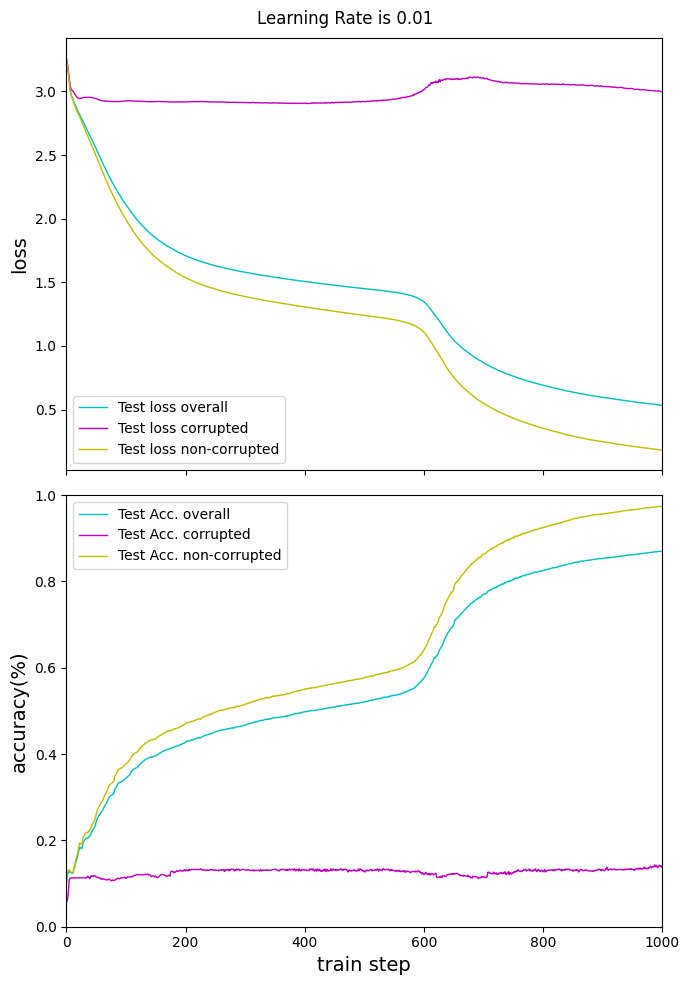 Learning Rate is 0.01
3.0
2.5
2.0
1.5
1.0
0.5
loss
Test loss overall
Test loss corrupted
Test loss non-corrupted
1.0
0.8
0.6
0.4
0.2
0.0
accuracy(%)
Test Acc. overall
Test Acc. corrupted
Test Acc. non-corrupted
0 200 400 600 800 1000
train step